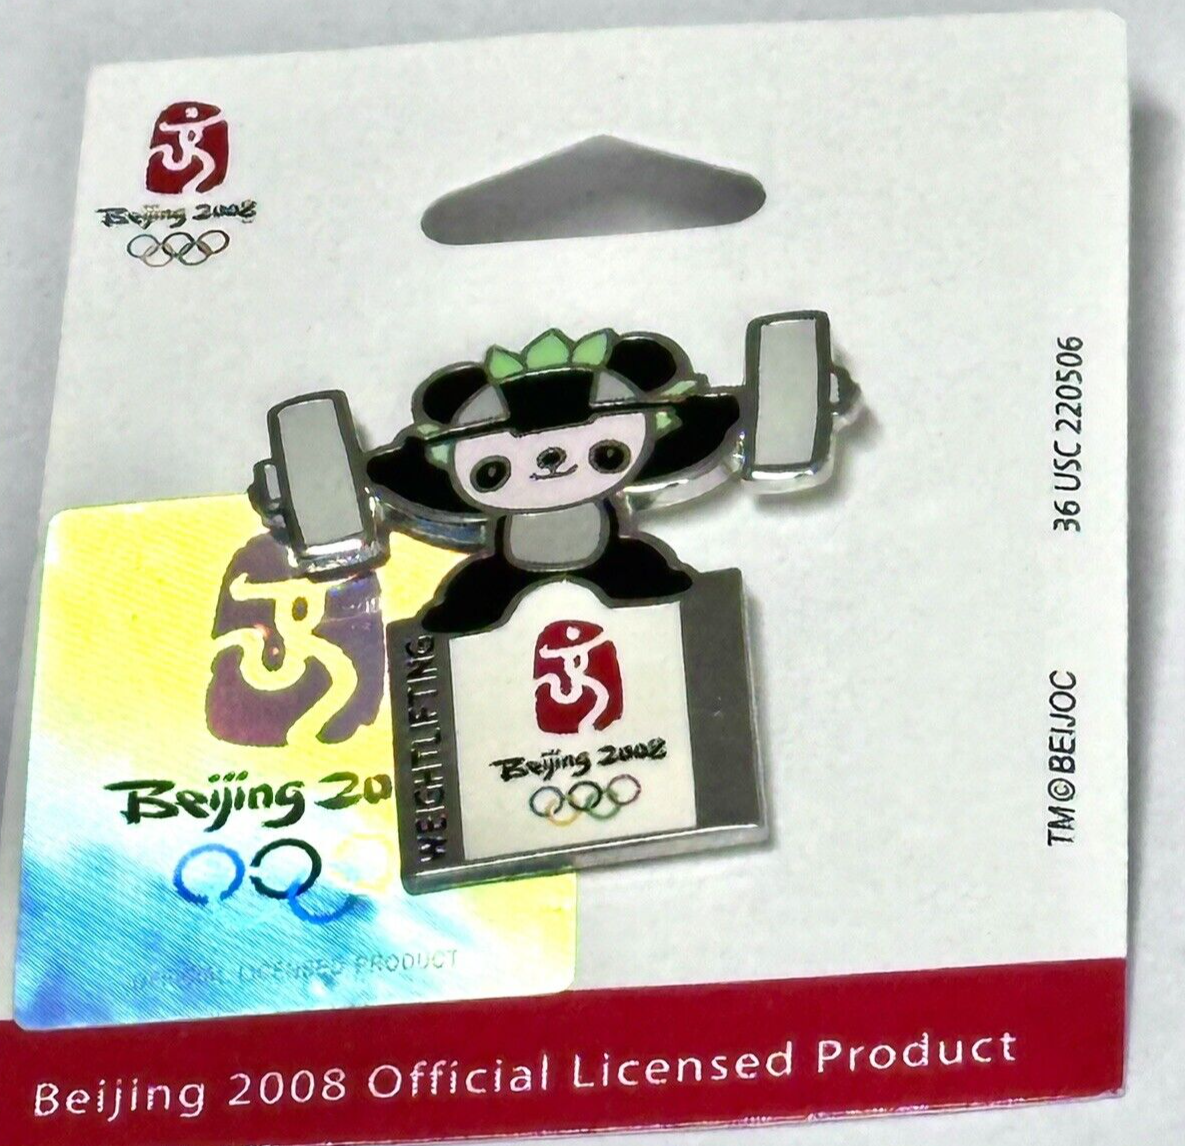 Beijing 2008
36 USC 220506
WEIGHTLIFTING
Beijing 2008
Beijing 20
TM©BEIJOC
OFFICIAL LICENSED PRODUCT
Beijing 2008 Official Licensed Product